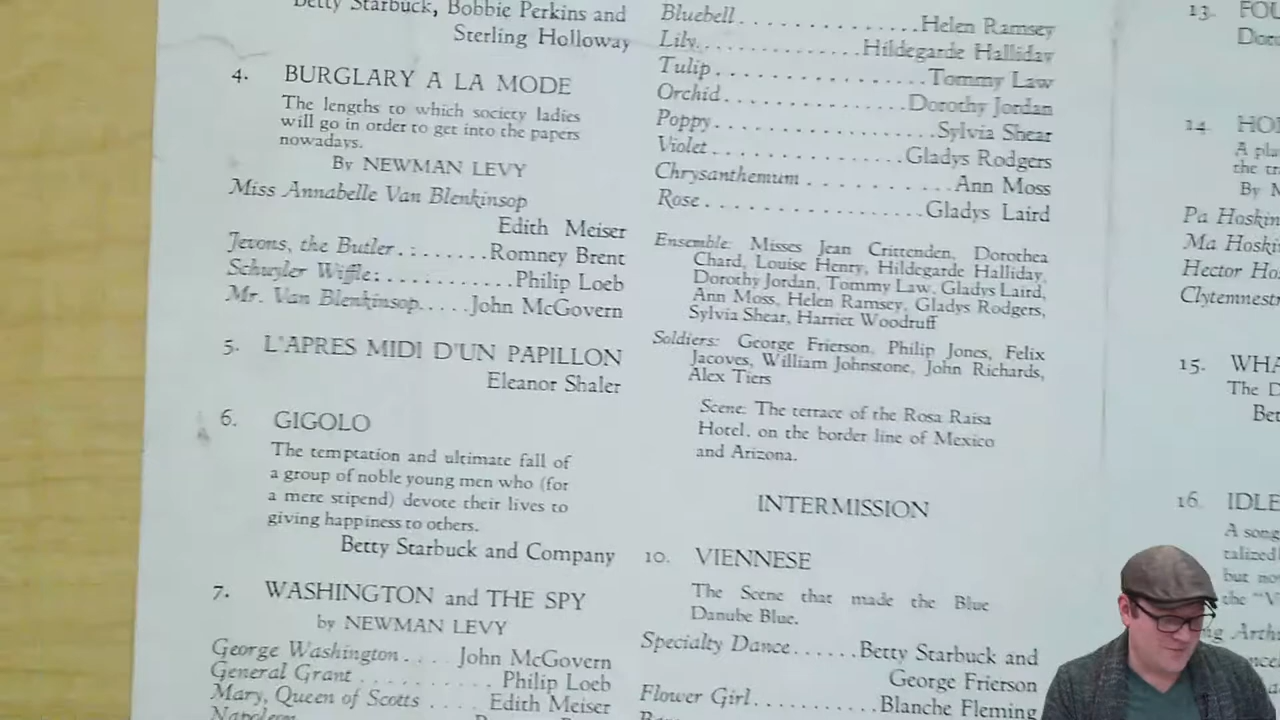 Betty Starbuck, Bobbie Perkins and
Sterling Holloway
4. BURGLARY A LA MODE
The lengths to which society ladies
will go in order to get into the papers
nowadays.
By NEWMAN LEVY
Miss Annabelle Van Blenkinsop
Edith Meiser
Jevons, the Butler.:.......Romney Brent
Schuyler Wiffle:...........Philip Loeb
Mr. Van Blenkinsop.....John McGovern
5. L'APRES MIDI D'UN PAPILLON
Eleanor Shaler
6. GIGOLO
The temptation and ultimate fall of
a group of noble young men who (for
a mere stipend) devote their lives to
giving happiness to others.
Betty Starbuck and Company
7. WASHINGTON and THE SPY
by NEWMAN LEVY
George Washington.... John McGovern
General Grant..........Philip Loeb
Mary, Queen of Scots.... Edith Meiser
Napoleon
Bluebell..................Helen Ramsey
Lily...............Hildegarde Halliday
Tulip..................Tommy Law
Orchid...............Dorothy Jordan
Poppy.................Sylvia Shear
Violet...............Gladys Rodgers
Chrysanthemum..........Ann Moss
Rose.................Gladys Laird
Ensemble: Misses Jean Crittenden, Dorothea
Chard, Louise Henry, Hildegarde Halliday,
Dorothy Jordan, Tommy Law, Gladys Laird,
Ann Moss, Helen Ramsey, Gladys Rodgers,
Sylvia Shear, Harriet Woodruff
Soldiers: George Frierson, Philip Jones, Felix
Jacoves, William Johnstone, John Richards,
Alex Tiers
Scene: The terrace of the Rosa Raisa
Hotel, on the border line of Mexico
and Arizona.
INTERMISSION
10. VIENNESE
The Scene that made the Blue
Danube Blue.
Specialty Dance......Betty Starbuck and
George Frierson
Flower Girl...........Blanche Fleming
13.
14.
A
the
By
Pa Hoskin
Ma
Hector
15.
The
16.
A song
but
the